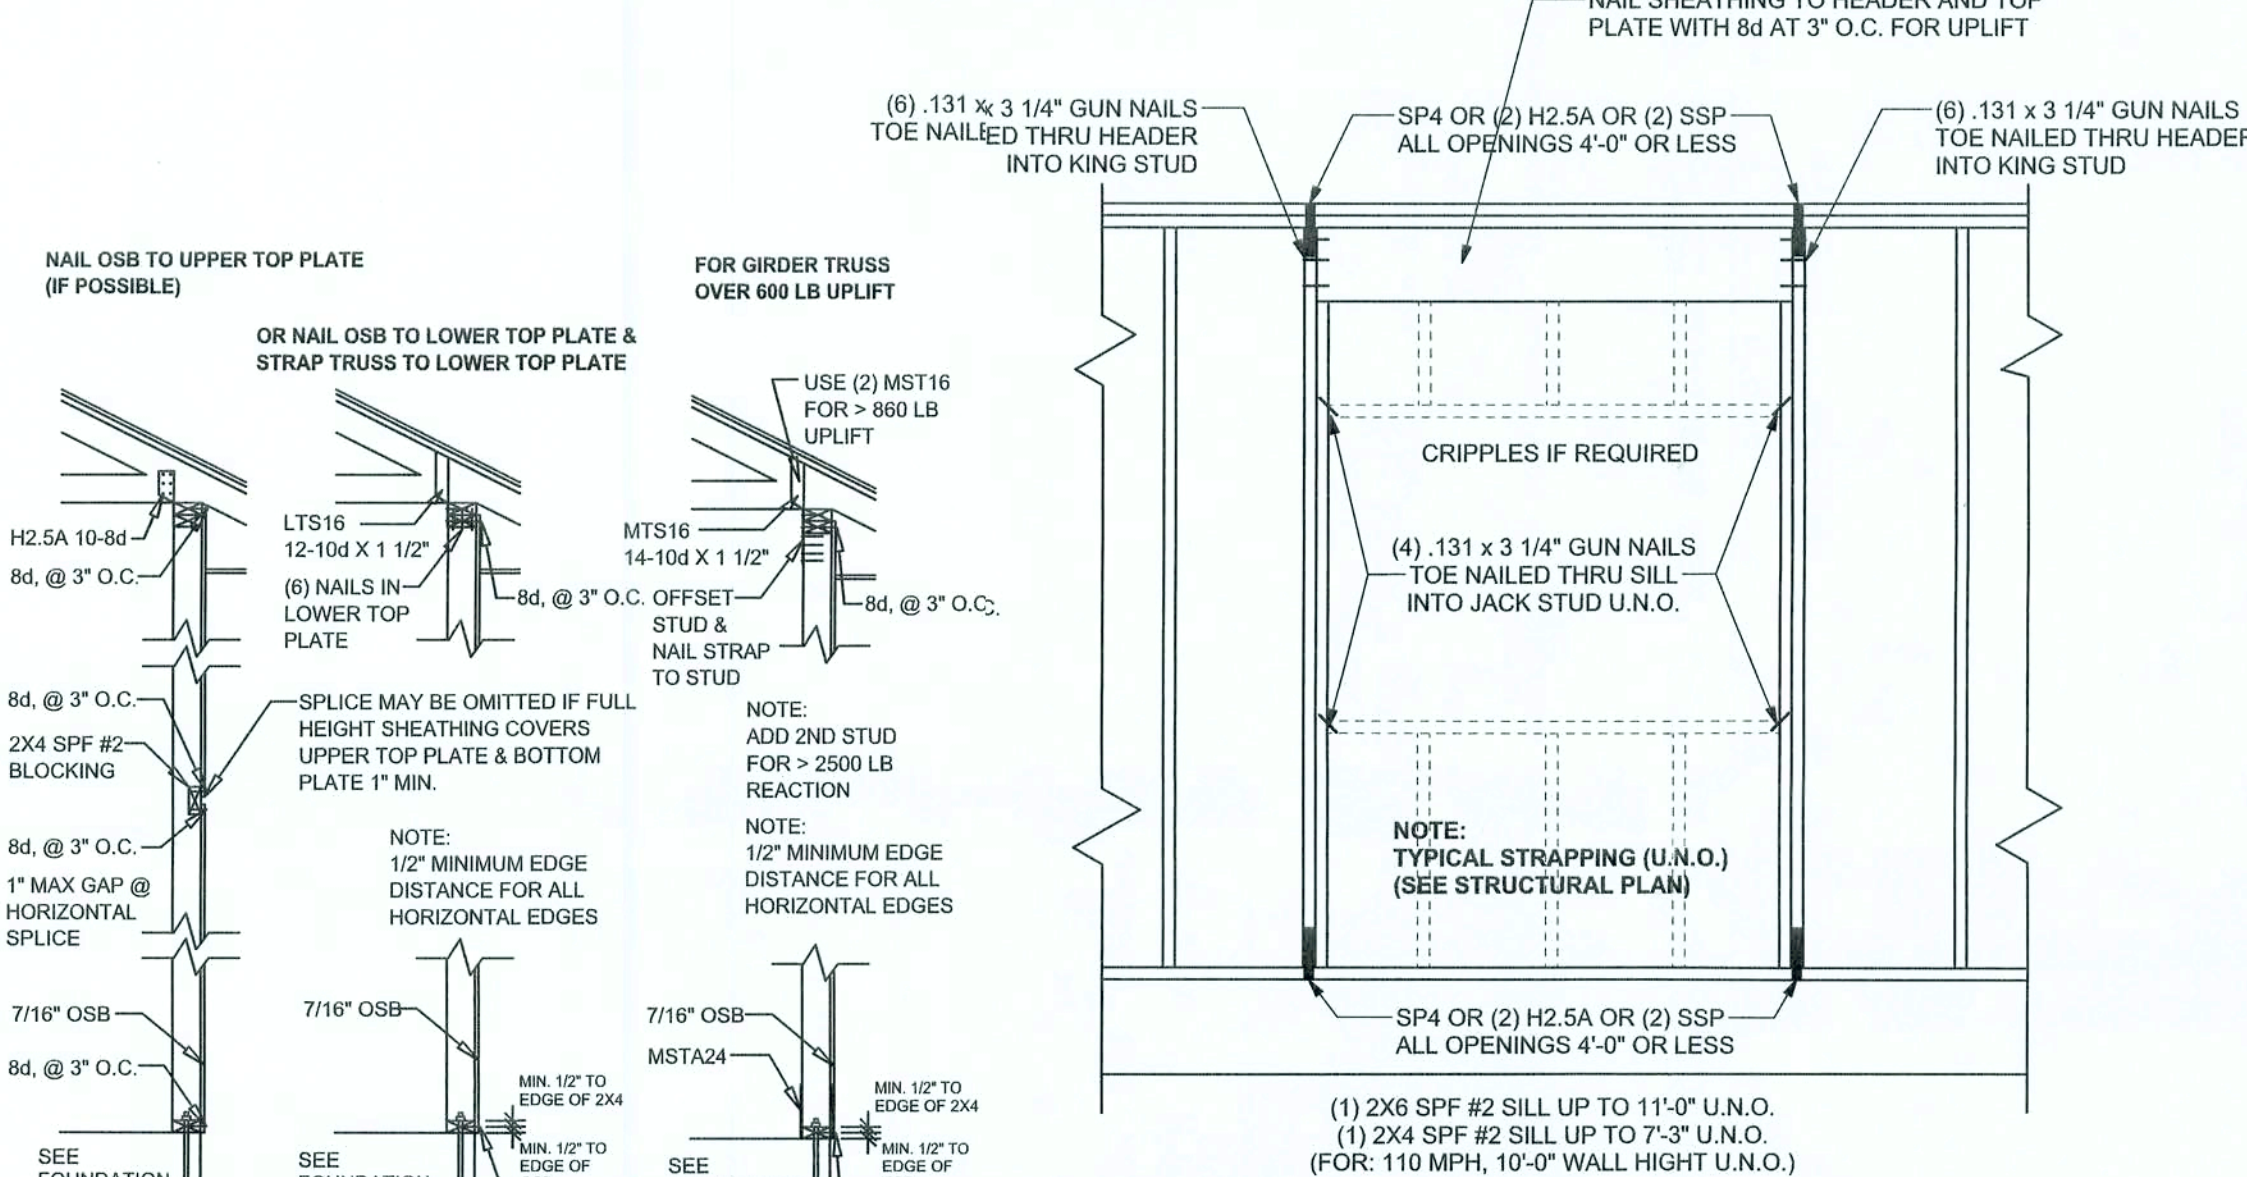 NAIL SHEATHING TO HEADER AND TOP
PLATE WITH 8d AT 3" O.C. FOR UPLIFT
(6) .131 x 3 1/4" GUN NAILS
TOE NAILED THRU HEADER
INTO KING STUD
SP4 OR (2) H2.5A OR (2) SSP
ALL OPENINGS 4'-0" OR LESS
(6) .131 x 3 1/4" GUN NAILS
TOE NAILED THRU HEADER
INTO KING STUD
NAIL OSB TO UPPER TOP PLATE
(IF POSSIBLE)
OR NAIL OSB TO LOWER TOP PLATE &
STRAP TRUSS TO LOWER TOP PLATE
FOR GIRDER TRUSS
OVER 600 LB UPLIFT
USE (2) MST16
FOR > 860 LB
UPLIFT
H2.5A 10-8d
8d, @ 3" O.C.
LTS16
12-10d X 1 1/2"
(6) NAILS IN
LOWER TOP
PLATE
8d, @ 3" O.C.
MTS16
14-10d X 1 1/2"
OFFSET
STUD &
NAIL STRAP
TO STUD
8d, @ 3" O.C.
8d, @ 3" O.C.
2X4 SPF #2
BLOCKING
8d, @ 3" O.C.
1" MAX GAP @
HORIZONTAL
SPLICE
SPLICE MAY BE OMITTED IF FULL
HEIGHT SHEATHING COVERS
UPPER TOP PLATE & BOTTOM
PLATE 1" MIN.
NOTE:
1/2" MINIMUM EDGE
DISTANCE FOR ALL
HORIZONTAL EDGES
NOTE:
ADD 2ND STUD
FOR > 2500 LB
REACTION
NOTE:
1/2" MINIMUM EDGE
DISTANCE FOR ALL
HORIZONTAL EDGES
7/16" OSB
8d, @ 3" O.C.
SEE
FOUNDATION
7/16" OSB
MIN. 1/2" TO
EDGE OF 2X4
MIN. 1/2" TO
EDGE OF
SEE
FOUNDATION
7/16" OSB
MSTA24
MIN. 1/2" TO
EDGE OF 2X4
MIN. 1/2" TO
EDGE OF
SEE
CRIPPLES IF REQUIRED
(4) .131 x 3 1/4" GUN NAILS
TOE NAILED THRU SILL
INTO JACK STUD U.N.O.
NOTE:
TYPICAL STRAPPING (U.N.O.)
(SEE STRUCTURAL PLAN)
SP4 OR (2) H2.5A OR (2) SSP
ALL OPENINGS 4'-0" OR LESS
(1) 2X6 SPF #2 SILL UP TO 11'-0" U.N.O.
(1) 2X4 SPF #2 SILL UP TO 7'-3" U.N.O.
(FOR: 110 MPH, 10'-0" WALL HIGHT U.N.O.)